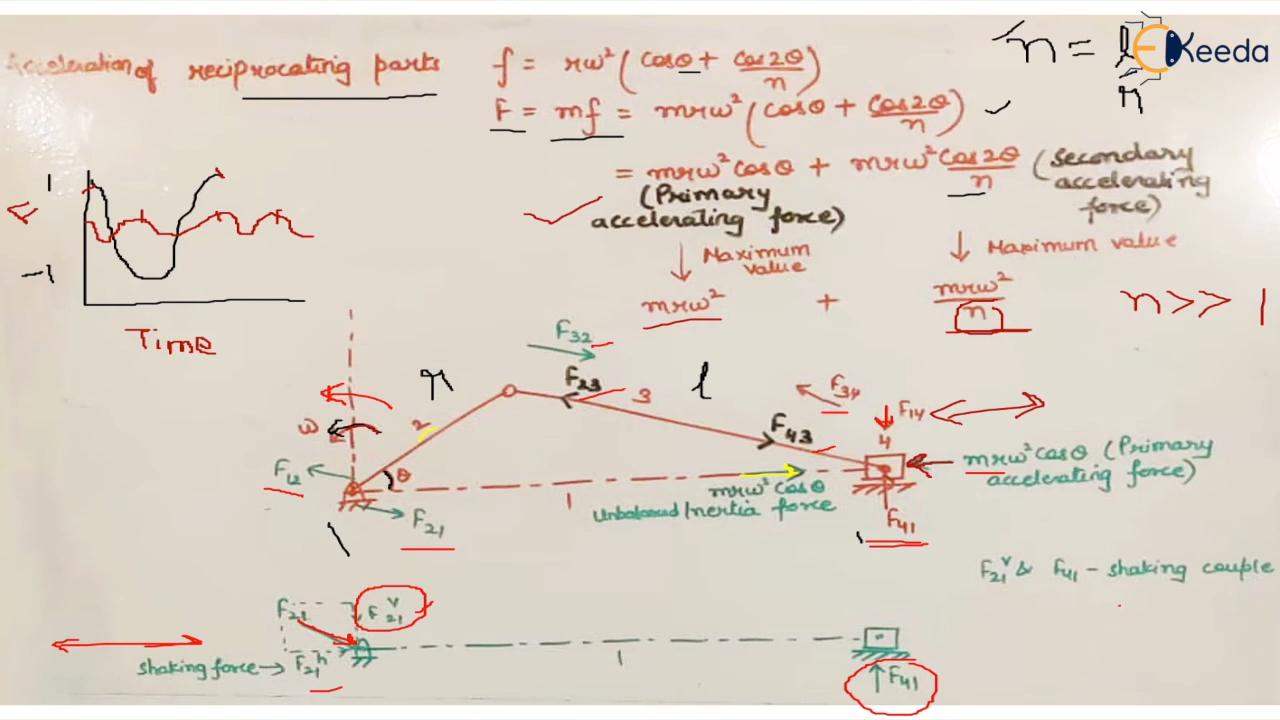 Acceleration of reciprocating parts f = rω²(cosθ + cos2θ/n)
F = mf = mrω²(cosθ + cos2θ/n)
= mrω²cosθ + mrω²cos2θ/n (secondary accelerating force)
(Primary accelerating force)
Maximum value
Maximum value
mrω² + mrω²/n
n >> 1
n = l/r
Keeda
1
-1
Time
F32
F23
3
r
l
F34
F14
4
F43
ω
2
θ
F12
F21
1
mrω²cosθ
Unbalanced/Inertia force
mrω²cosθ (Primary
accelerating force)
F41
F21ᵛ & F41 - shaking couple
F21
F21ᵛ
shaking force → F21ʰ
1
F41